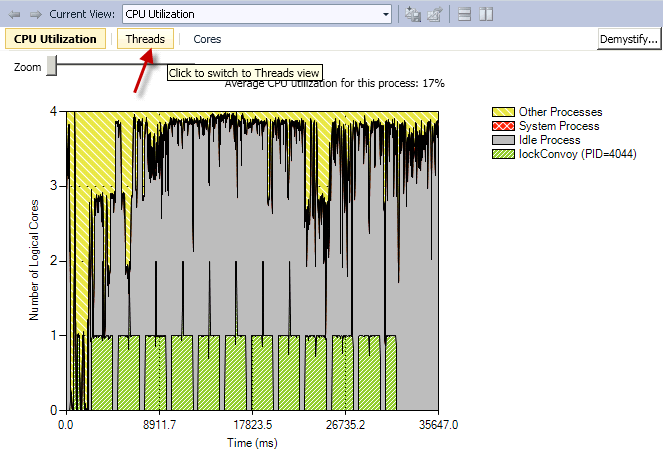 Current View: CPU Utilization
CPU Utilization Threads Cores Demystify...
Zoom
Click to switch to Threads view
Average CPU utilization for this process: 17%
4
3
2
1
0
Number of Logical Cores
0.0 8911.7 17823.5 26735.2 35647.0
Time (ms)
Other Processes
System Process
Idle Process
lockConvoy (PID=4044)